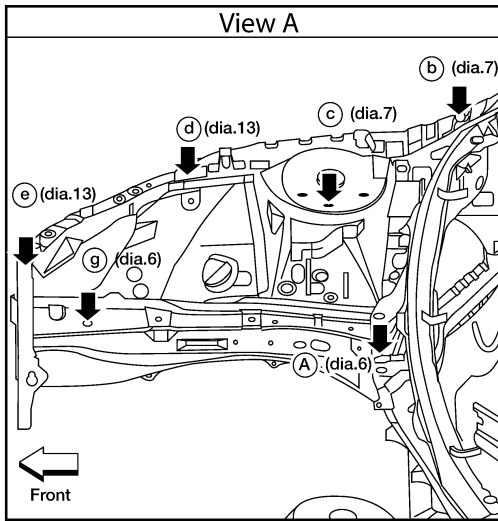 View A
b (dia.7)
c (dia.7)
d (dia.13)
e (dia.13)
g (dia.6)
A (dia.6)
Front